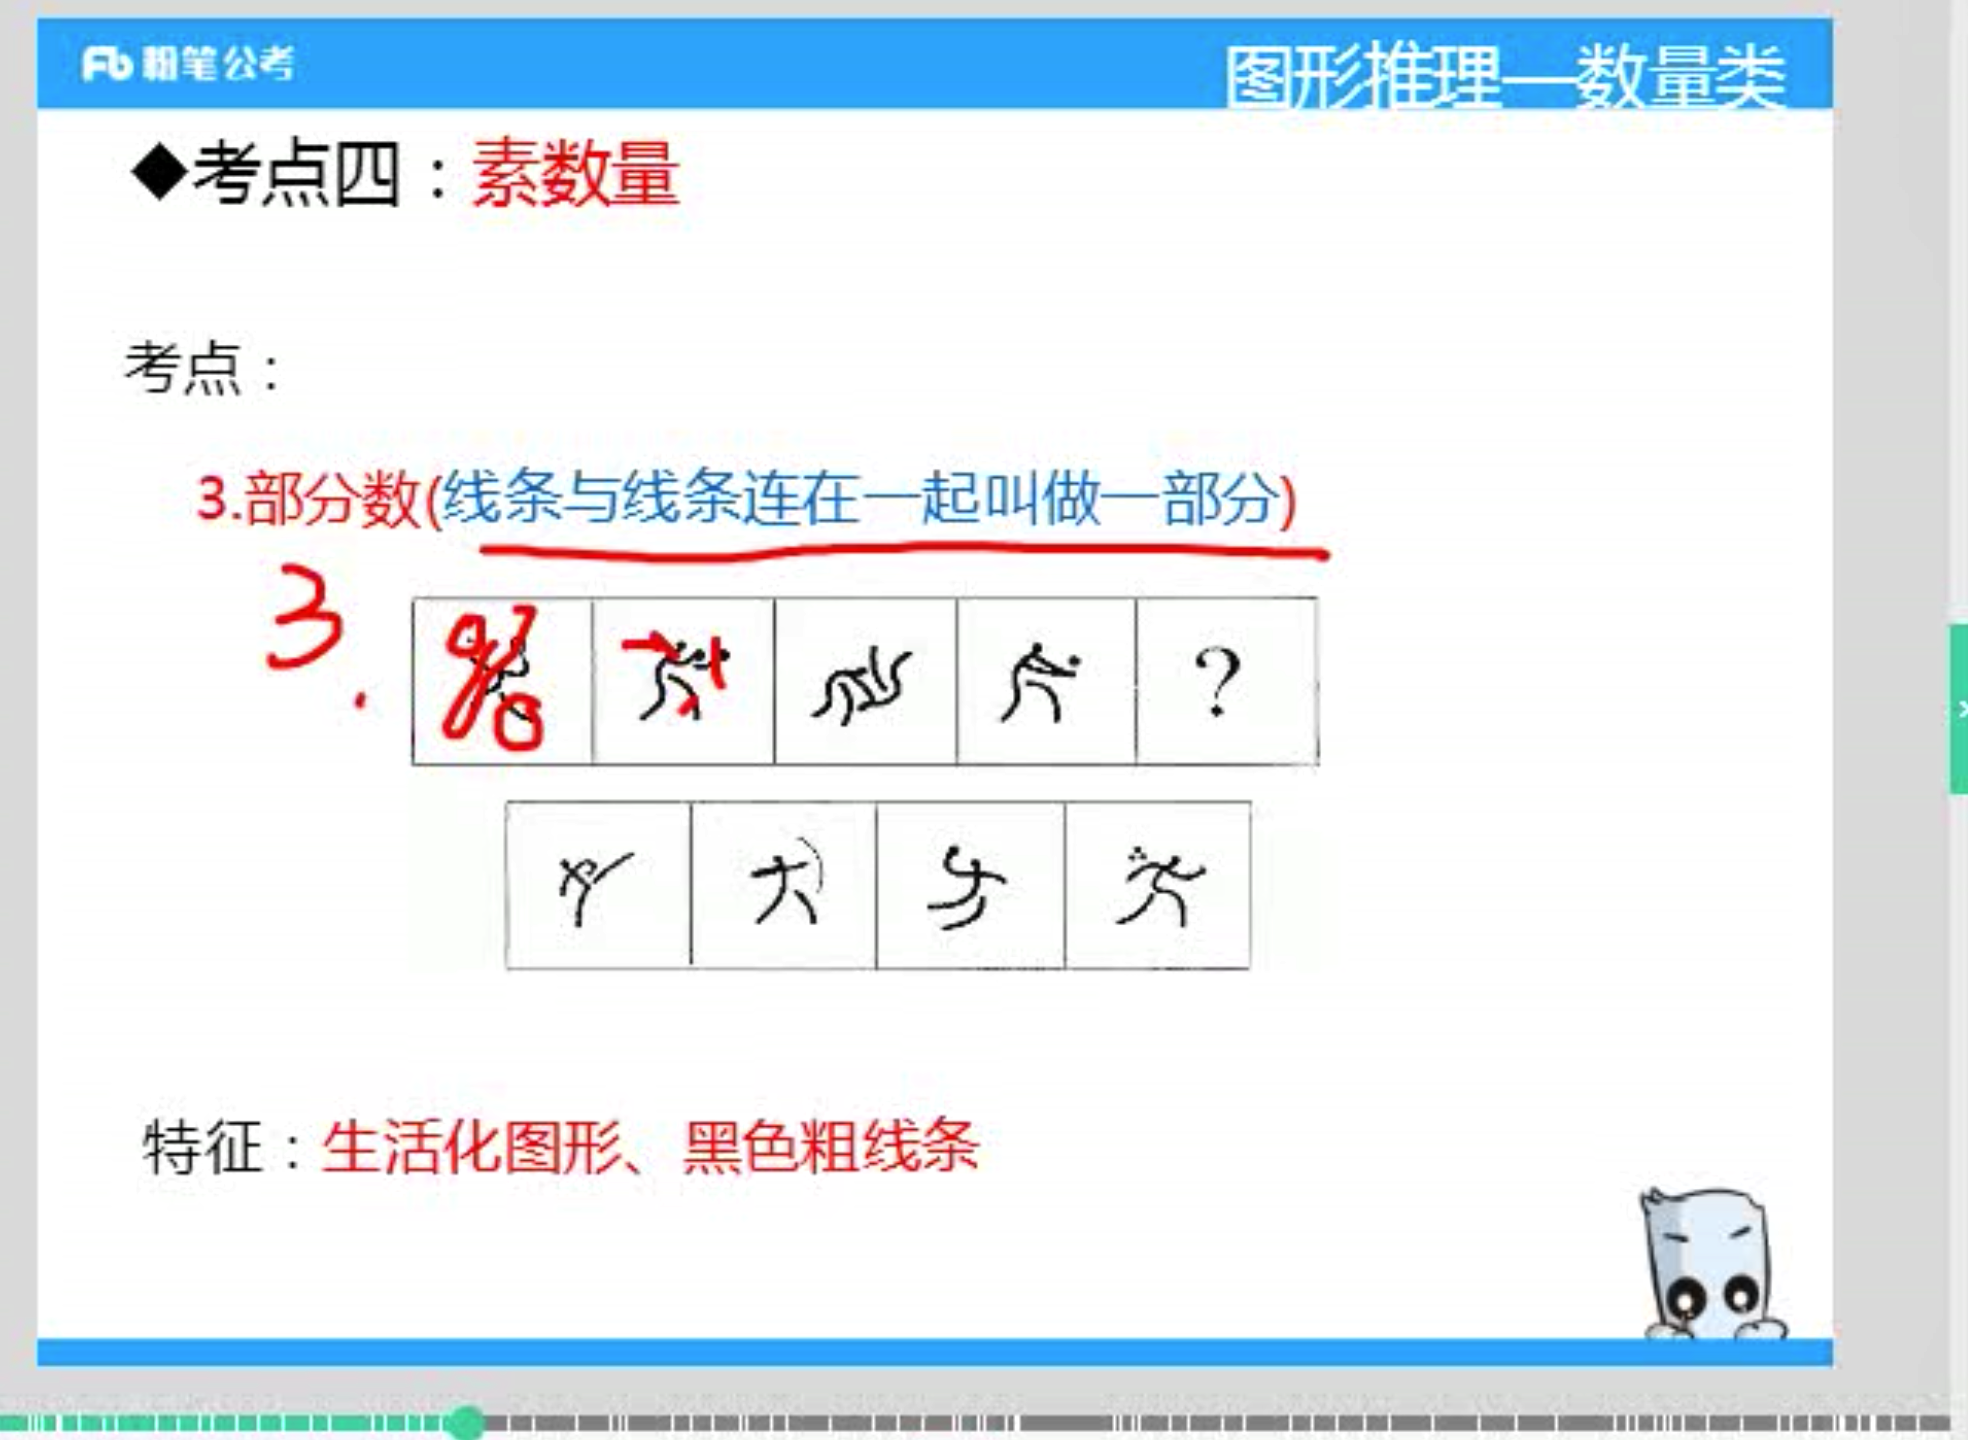 Fb 粉笔公考
图形推理—数量类
◆考点四：素数量
考点：
3.部分数(线条与线条连在一起叫做一部分)
3.
?
特征：生活化图形、黑色粗线条